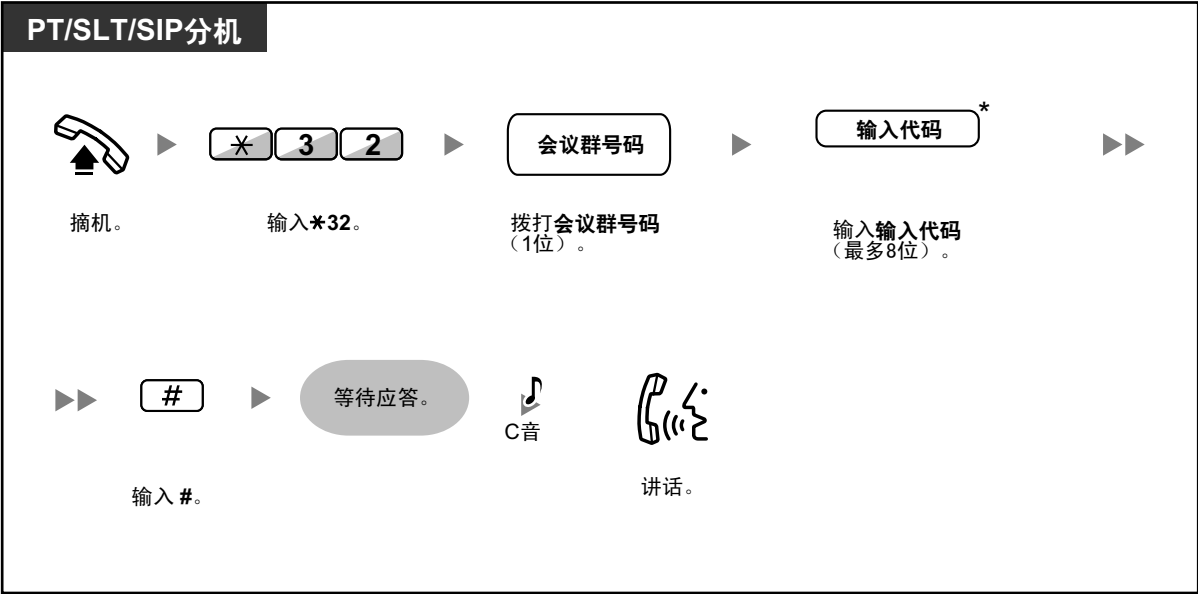 PT/SLT/SIP分机
* 3 2
会议群号码
输入代码*
摘机。
输入*32。
拨打会议群号码
（1位）。
输入输入代码
（最多8位）。
#
等待应答。
C音
输入 #。
讲话。